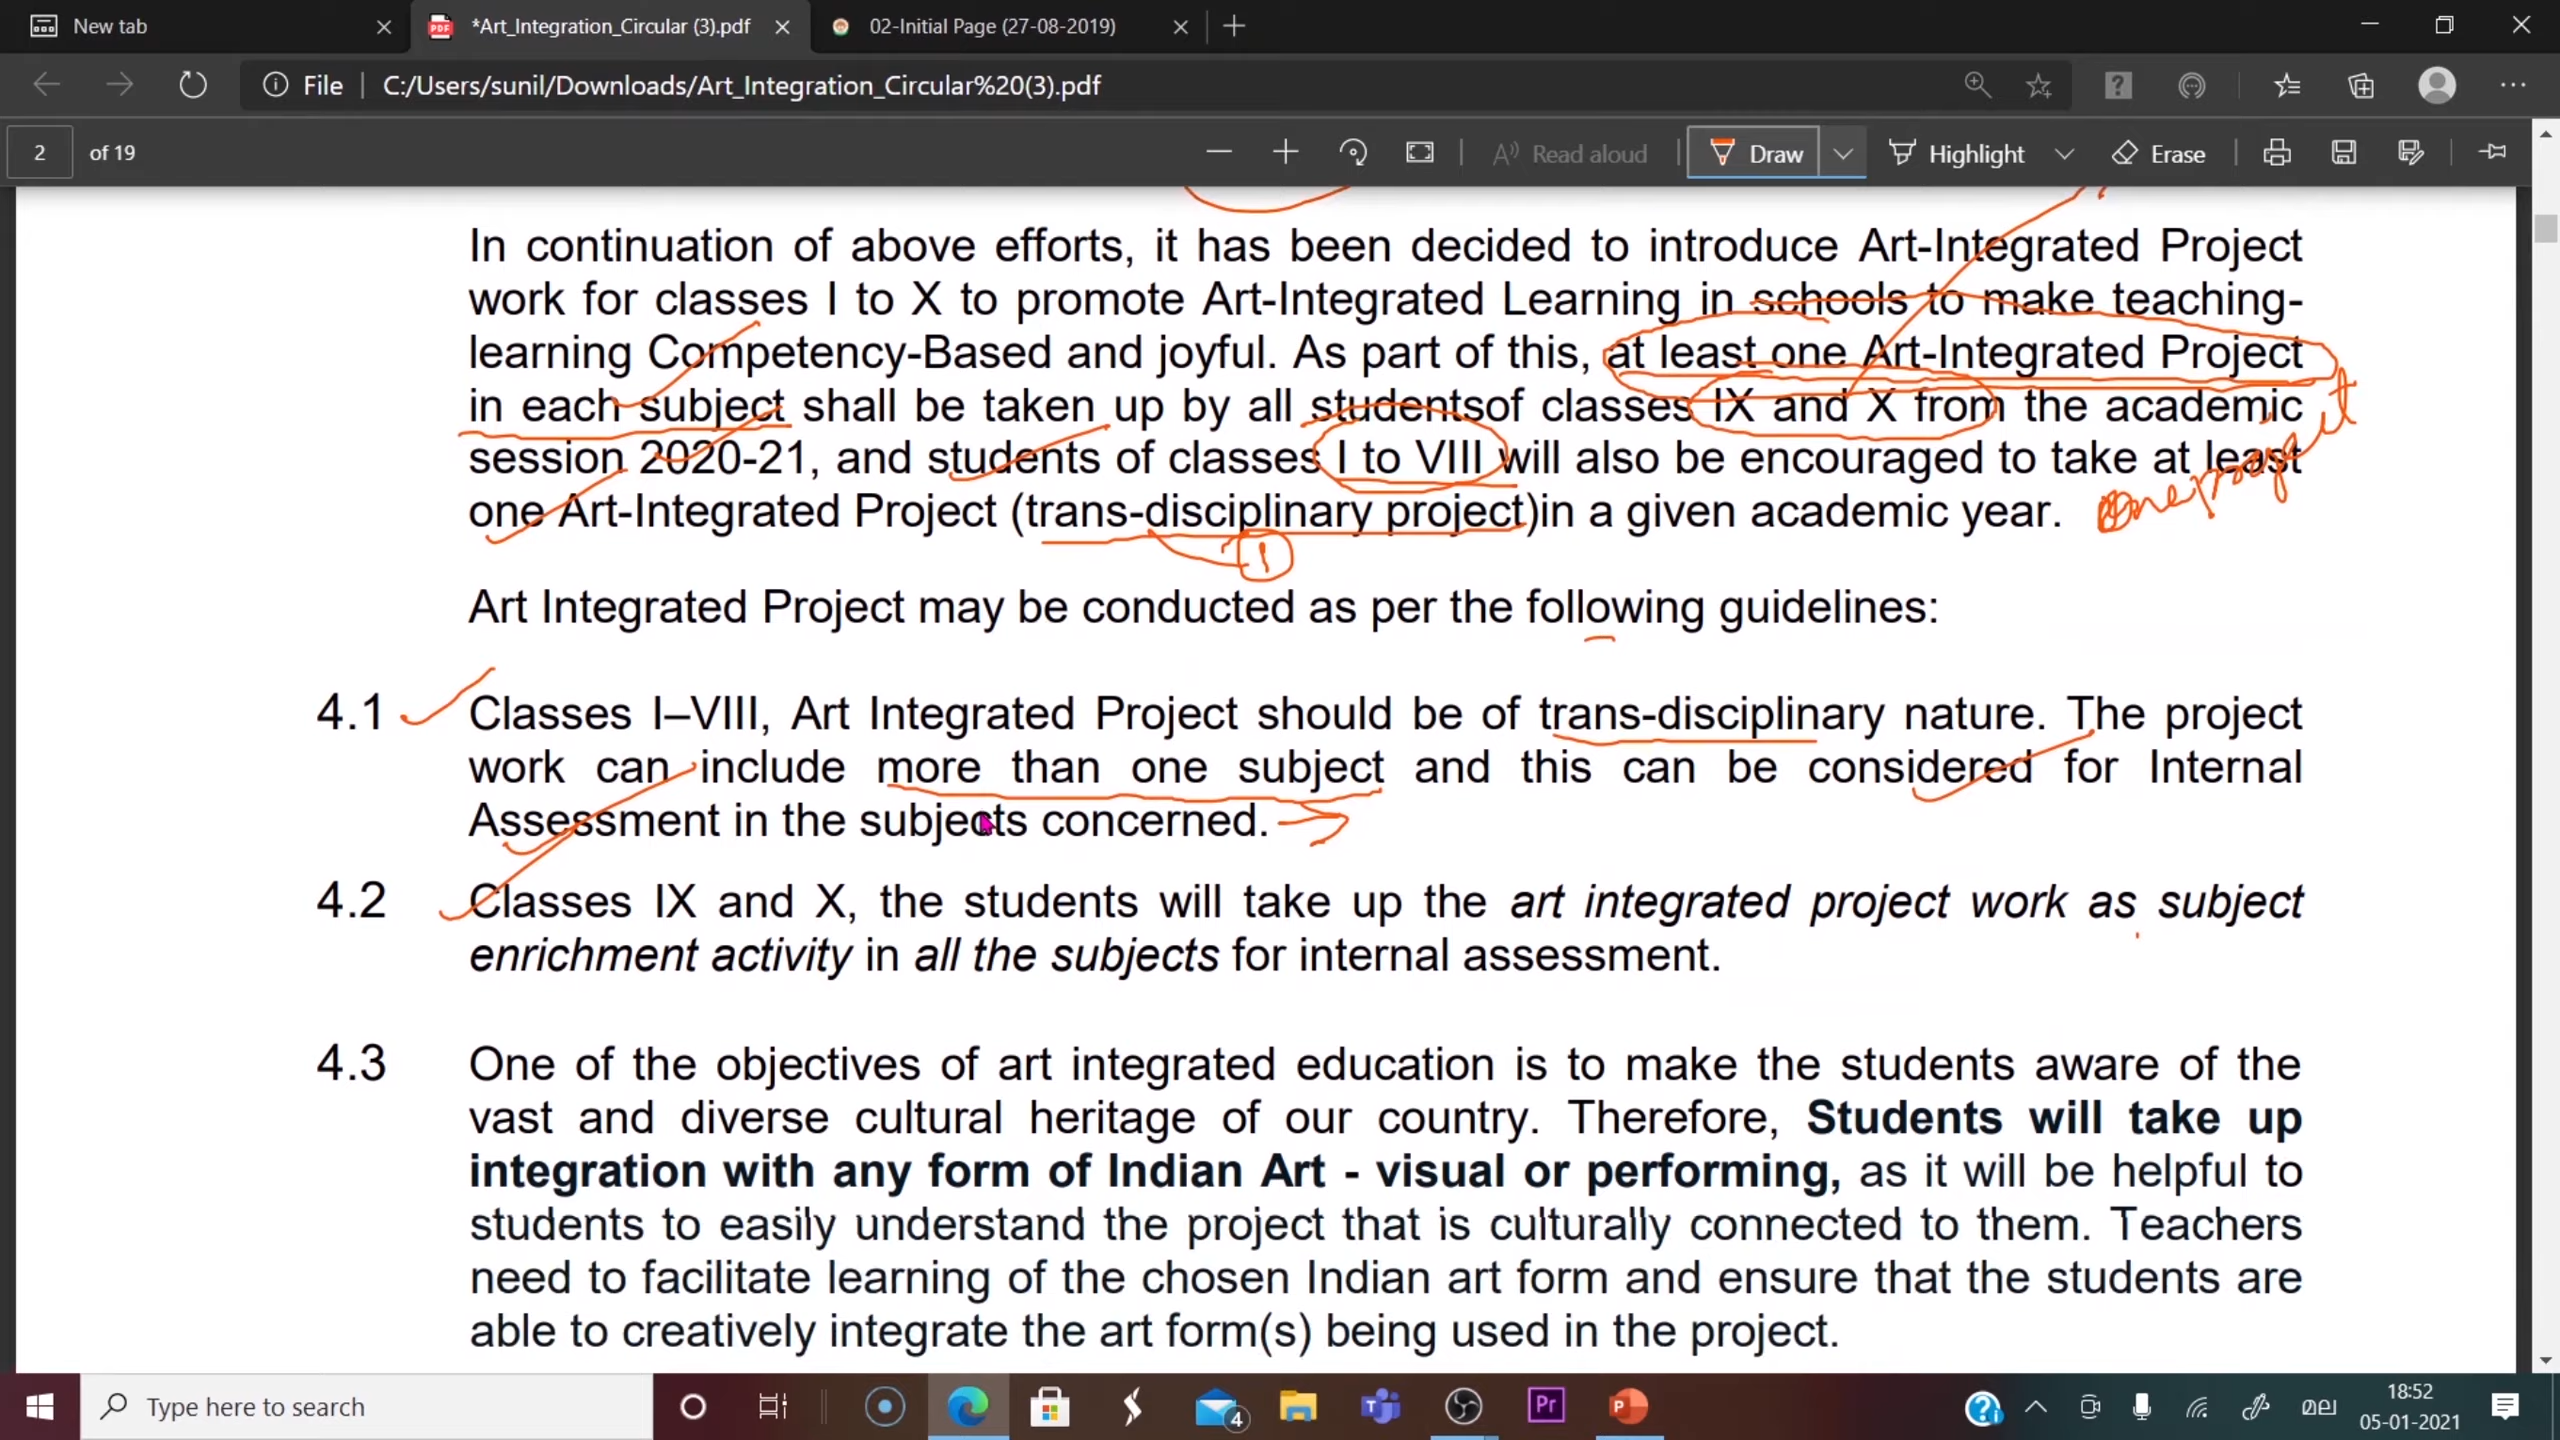 New tab
*Art_Integration_Circular (3).pdf
02-Initial Page (27-08-2019)
File
C:/Users/sunil/Downloads/Art_Integration_Circular%20(3).pdf
2 of 19
Read aloud
Draw
Highlight
Erase
In continuation of above efforts, it has been decided to introduce Art-Integrated Project
work for classes I to X to promote Art-Integrated Learning in schools to make teaching-
learning Competency-Based and joyful. As part of this, at least one Art-Integrated Project
in each subject shall be taken up by all studentsof classes IX and X from the academic
session 2020-21, and students of classes I to VIII will also be encouraged to take at least
one Art-Integrated Project (trans-disciplinary project)in a given academic year.
One project
1
Art Integrated Project may be conducted as per the following guidelines:
4.1 Classes I–VIII, Art Integrated Project should be of trans-disciplinary nature. The project
work can include more than one subject and this can be considered for Internal
Assessment in the subjects concerned.
4.2 Classes IX and X, the students will take up the art integrated project work as subject
enrichment activity in all the subjects for internal assessment.
4.3 One of the objectives of art integrated education is to make the students aware of the
vast and diverse cultural heritage of our country. Therefore, Students will take up
integration with any form of Indian Art - visual or performing, as it will be helpful to
students to easily understand the project that is culturally connected to them. Teachers
need to facilitate learning of the chosen Indian art form and ensure that the students are
able to creatively integrate the art form(s) being used in the project.
Type here to search
4
Pr
മല
18:52
05-01-2021